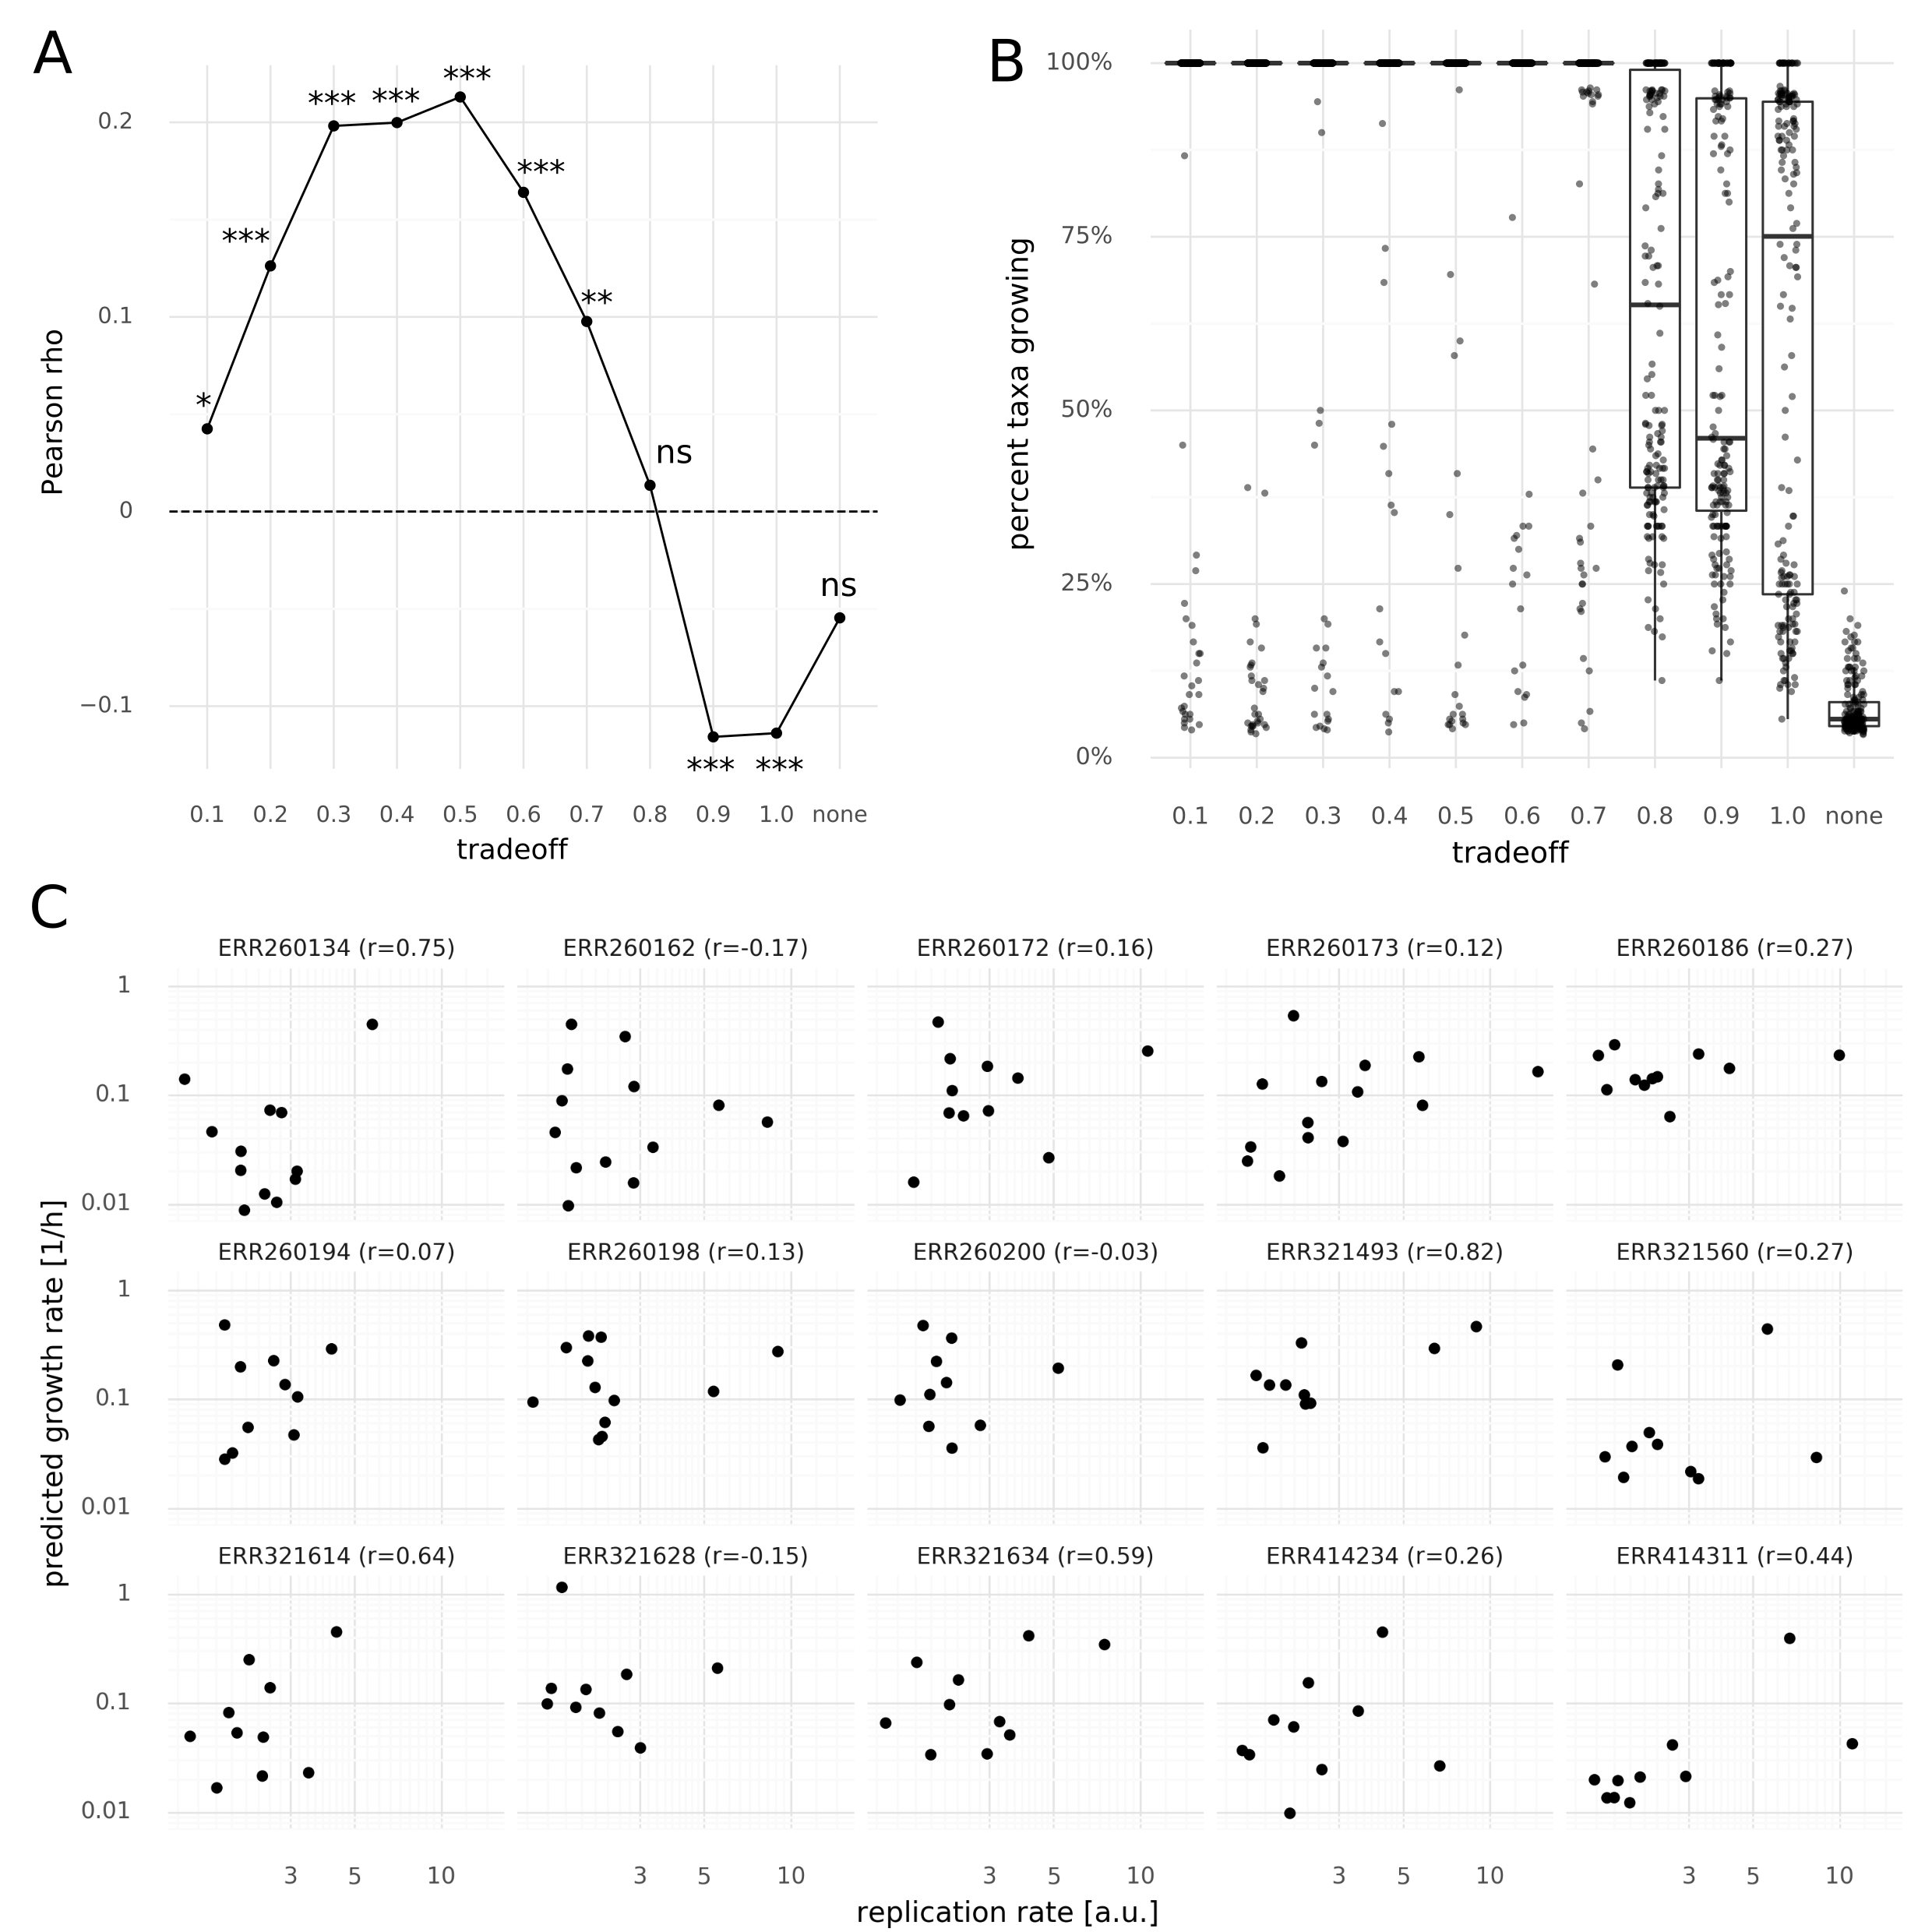 A
Pearson rho
0.2
0.1
0
−0.1
*
***
***
***
***
***
**
ns
***
***
ns
0.1 0.2 0.3 0.4 0.5 0.6 0.7 0.8 0.9 1.0 none
tradeoff
B
percent taxa growing
100%
75%
50%
25%
0%
0.1 0.2 0.3 0.4 0.5 0.6 0.7 0.8 0.9 1.0 none
tradeoff
C
predicted growth rate [1/h]
ERR260134 (r=0.75) ERR260162 (r=-0.17) ERR260172 (r=0.16) ERR260173 (r=0.12) ERR260186 (r=0.27)
1
0.1
0.01
ERR260194 (r=0.07) ERR260198 (r=0.13) ERR260200 (r=-0.03) ERR321493 (r=0.82) ERR321560 (r=0.27)
1
0.1
0.01
ERR321614 (r=0.64) ERR321628 (r=-0.15) ERR321634 (r=0.59) ERR414234 (r=0.26) ERR414311 (r=0.44)
1
0.1
0.01
3 5 10 3 5 10 3 5 10 3 5 10 3 5 10
replication rate [a.u.]